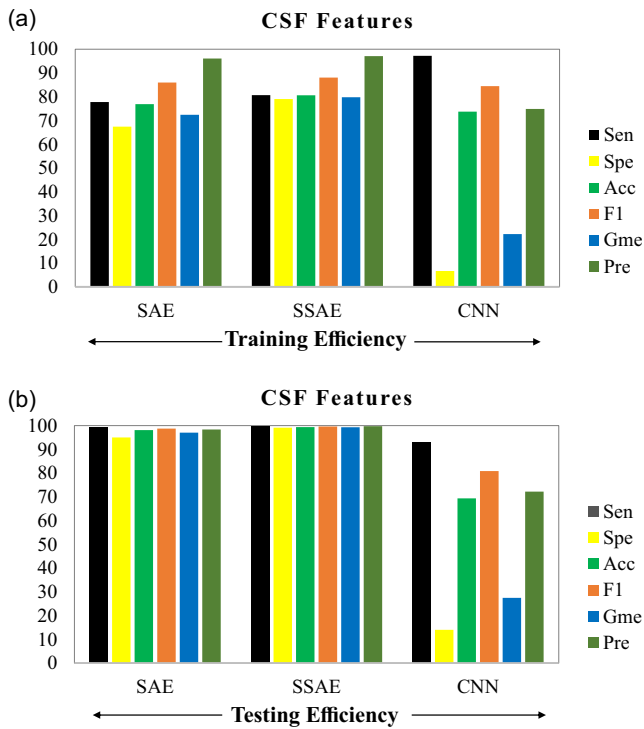 (a)
CSF Features
100
90
80
70
60
50
40
30
20
10
0
SAE SSAE CNN
Training Efficiency
Sen
Spe
Acc
F1
Gme
Pre
(b)
CSF Features
100
90
80
70
60
50
40
30
20
10
0
SAE SSAE CNN
Testing Efficiency
Sen
Spe
Acc
F1
Gme
Pre